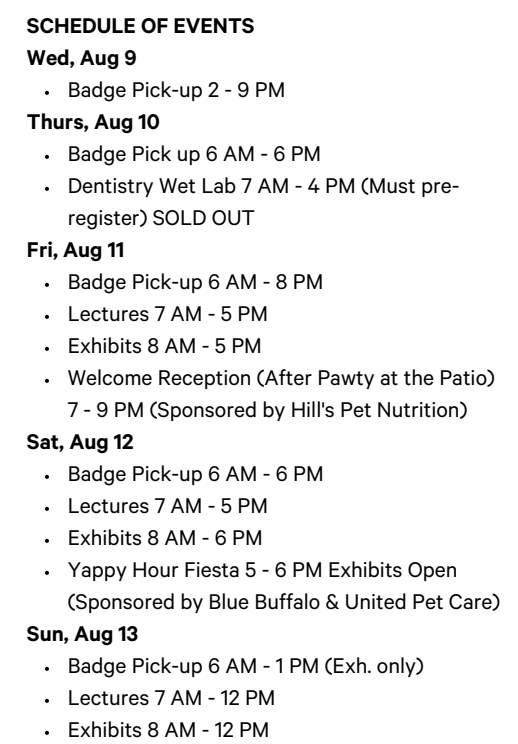 SCHEDULE OF EVENTS
Wed, Aug 9
• Badge Pick-up 2 - 9 PM
Thurs, Aug 10
• Badge Pick up 6 AM - 6 PM
• Dentistry Wet Lab 7 AM - 4 PM (Must pre-
register) SOLD OUT
Fri, Aug 11
• Badge Pick-up 6 AM - 8 PM
• Lectures 7 AM - 5 PM
• Exhibits 8 AM - 5 PM
• Welcome Reception (After Pawty at the Patio)
7 - 9 PM (Sponsored by Hill's Pet Nutrition)
Sat, Aug 12
• Badge Pick-up 6 AM - 6 PM
• Lectures 7 AM - 5 PM
• Exhibits 8 AM - 6 PM
• Yappy Hour Fiesta 5 - 6 PM Exhibits Open
(Sponsored by Blue Buffalo & United Pet Care)
Sun, Aug 13
• Badge Pick-up 6 AM - 1 PM (Exh. only)
• Lectures 7 AM - 12 PM
• Exhibits 8 AM - 12 PM